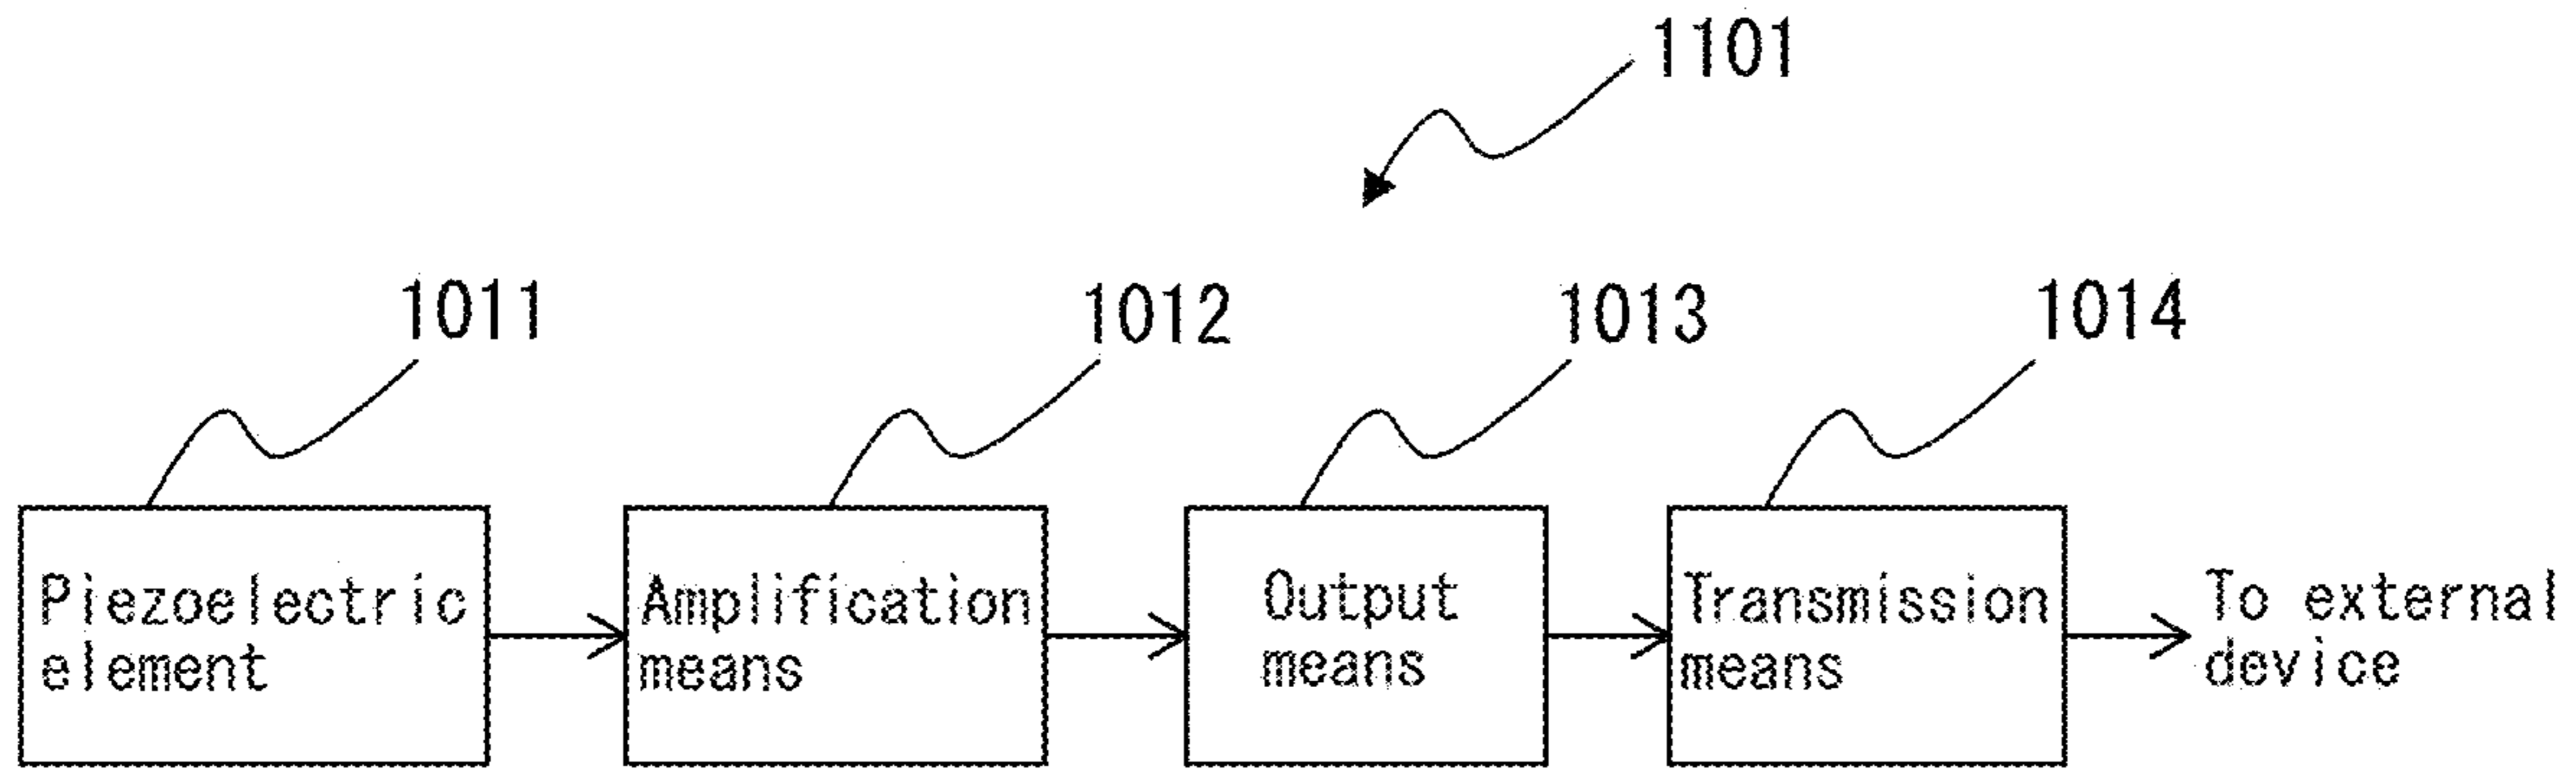 1101
1011
1012
1013
1014
Piezoelectric
element
Amplification
means
Output
means
Transmission
means
To external
device